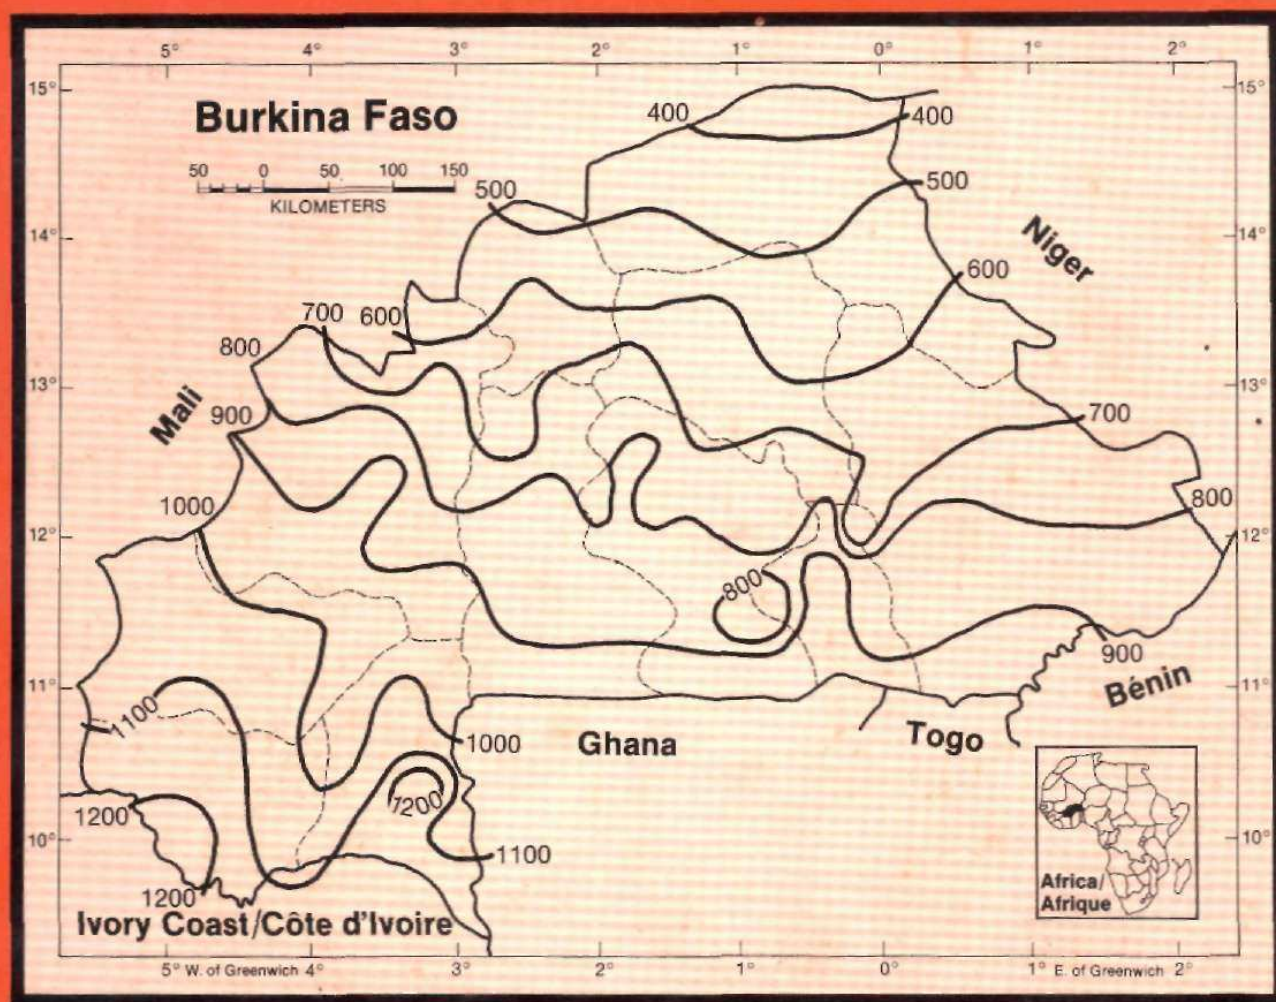 5° 4° 3° 2° 1° 0° 1° 2°
15° 15°
Burkina Faso
400 400
50 0 50 100 150
KILOMETERS
500 500
14° 14°
Niger
600
700 600
800
13° 13°
Mali
900 700
1000 800
12° 12°
800
900
Bénin
11° 11°
1100
1000 Ghana Togo
1200 1200
10° 10°
1100
1200
Africa/
Afrique
Ivory Coast/Côte d'Ivoire
5° W. of Greenwich 4° 3° 2° 1° 0° 1° E. of Greenwich 2°